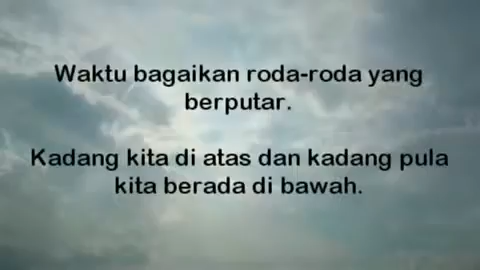 Waktu bagaikan roda-roda yang
berputar.
Kadang kita di atas dan kadang pula
kita berada di bawah.